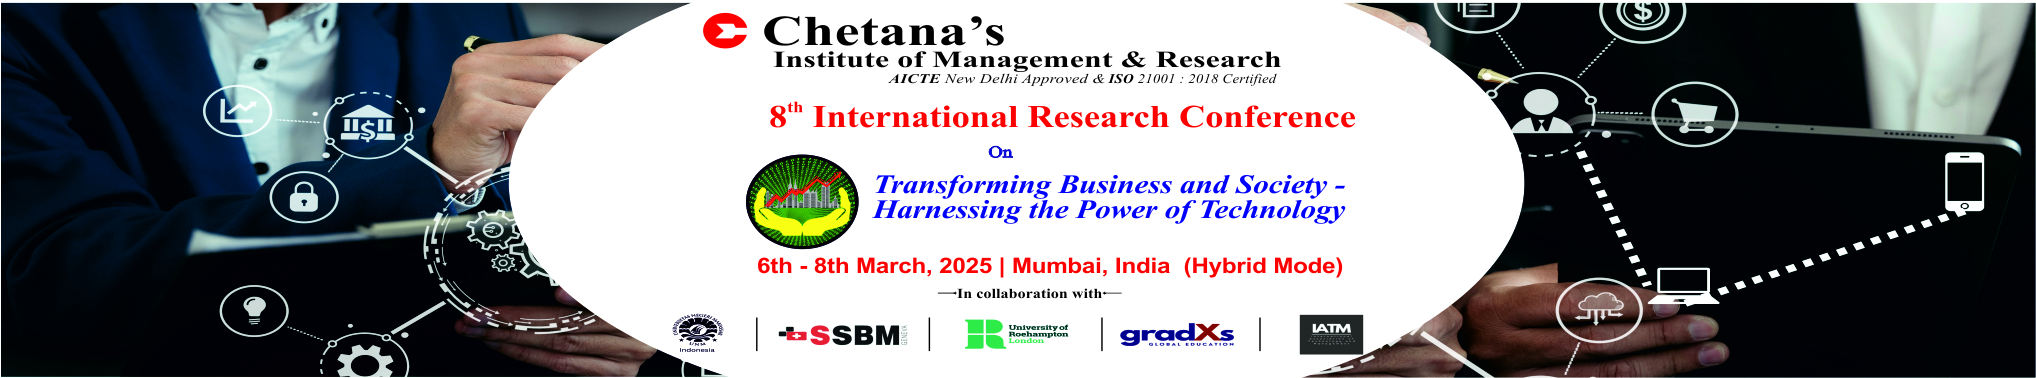 Chetana’s
Institute of Management & Research
AICTE New Delhi Approved & ISO 21001 : 2018 Certified
8th International Research Conference
On
Transforming Business and Society -
Harnessing the Power of Technology
6th - 8th March, 2025 | Mumbai, India (Hybrid Mode)
In collaboration with
UNM
Indonesia
SSBM
GENEVA
R
University of
Roehampton
London
gradXs
GLOBAL EDUCATION
IATM